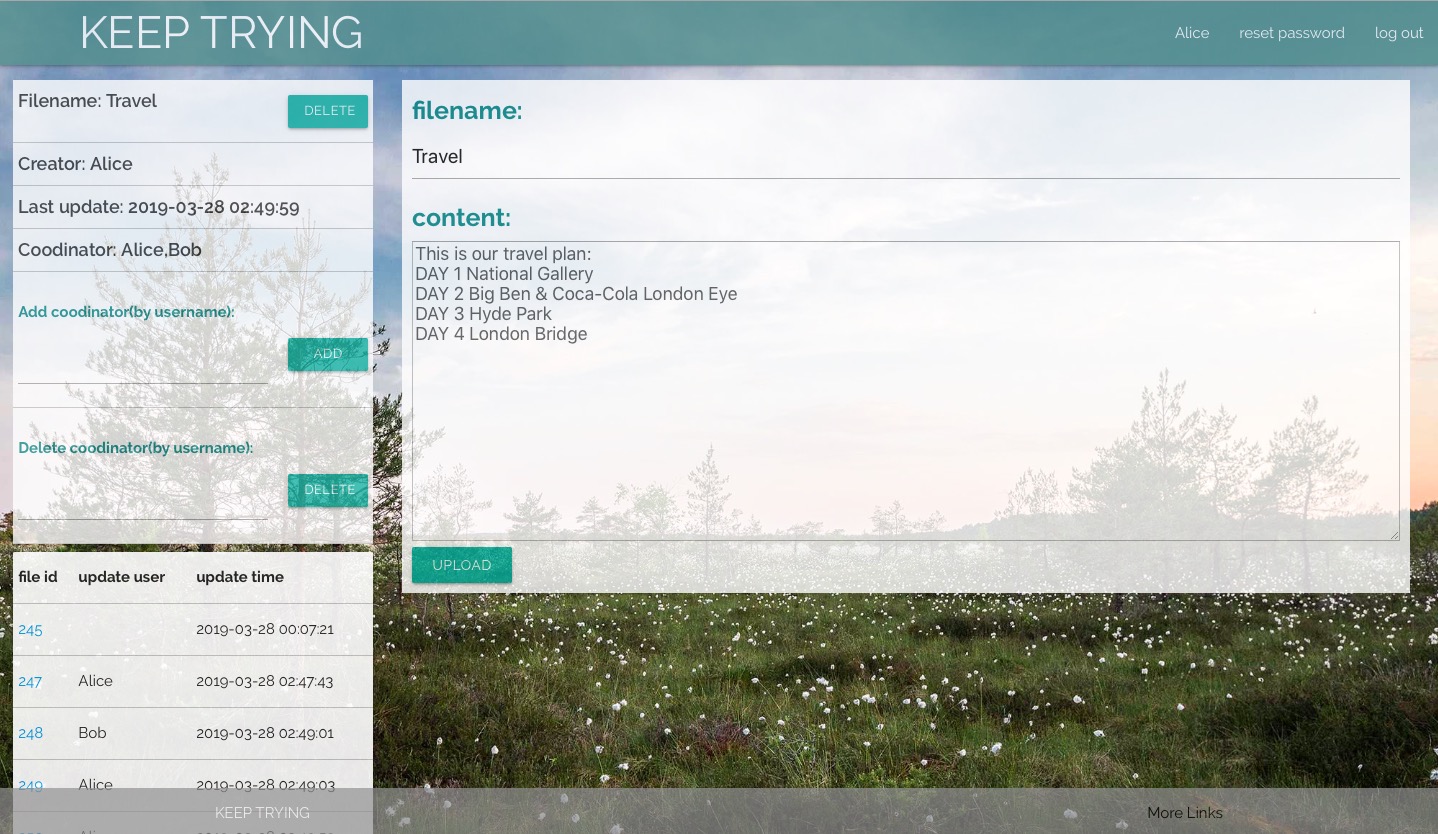 KEEP TRYING
Alice reset password log out
Filename: Travel
DELETE
Creator: Alice
Last update: 2019-03-28 02:49:59
Coodinator: Alice,Bob
Add coodinator(by username):
ADD
Delete coodinator(by username):
DELETE
file id update user update time
245 2019-03-28 00:07:21
247 Alice 2019-03-28 02:47:43
248 Bob 2019-03-28 02:49:01
249 Alice 2019-03-28 02:49:03
filename:
Travel
content:
This is our travel plan:
DAY 1 National Gallery
DAY 2 Big Ben & Coca-Cola London Eye
DAY 3 Hyde Park
DAY 4 London Bridge
UPLOAD
KEEP TRYING
More Links